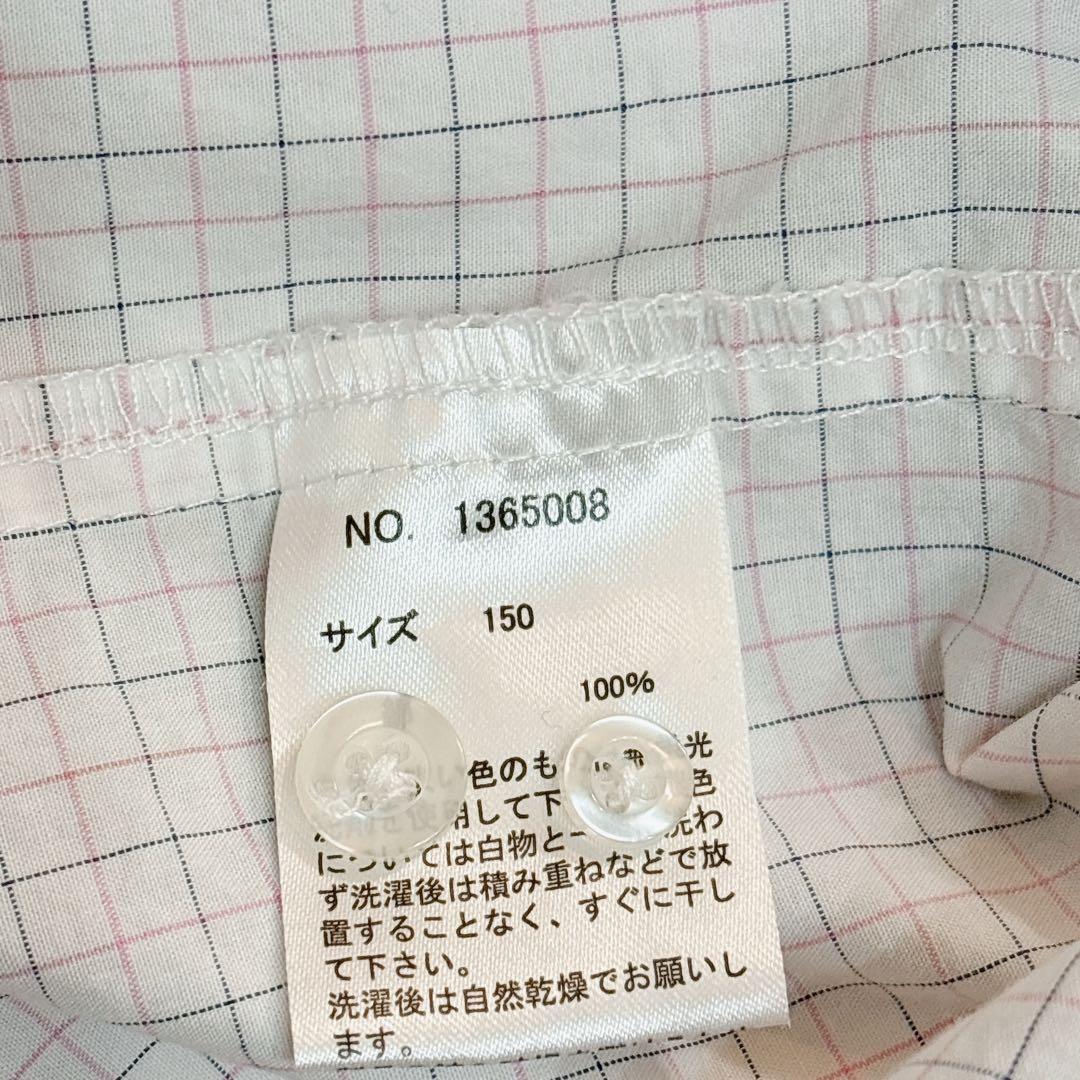 NO. 1365008
サイズ 150
100%
い色のも 光
使用して下 色
については白物と 洗わ
ず洗濯後は積み重ねなどで放
置することなく、すぐに干し
て下さい。
洗濯後は自然乾燥でお願いし
ます。